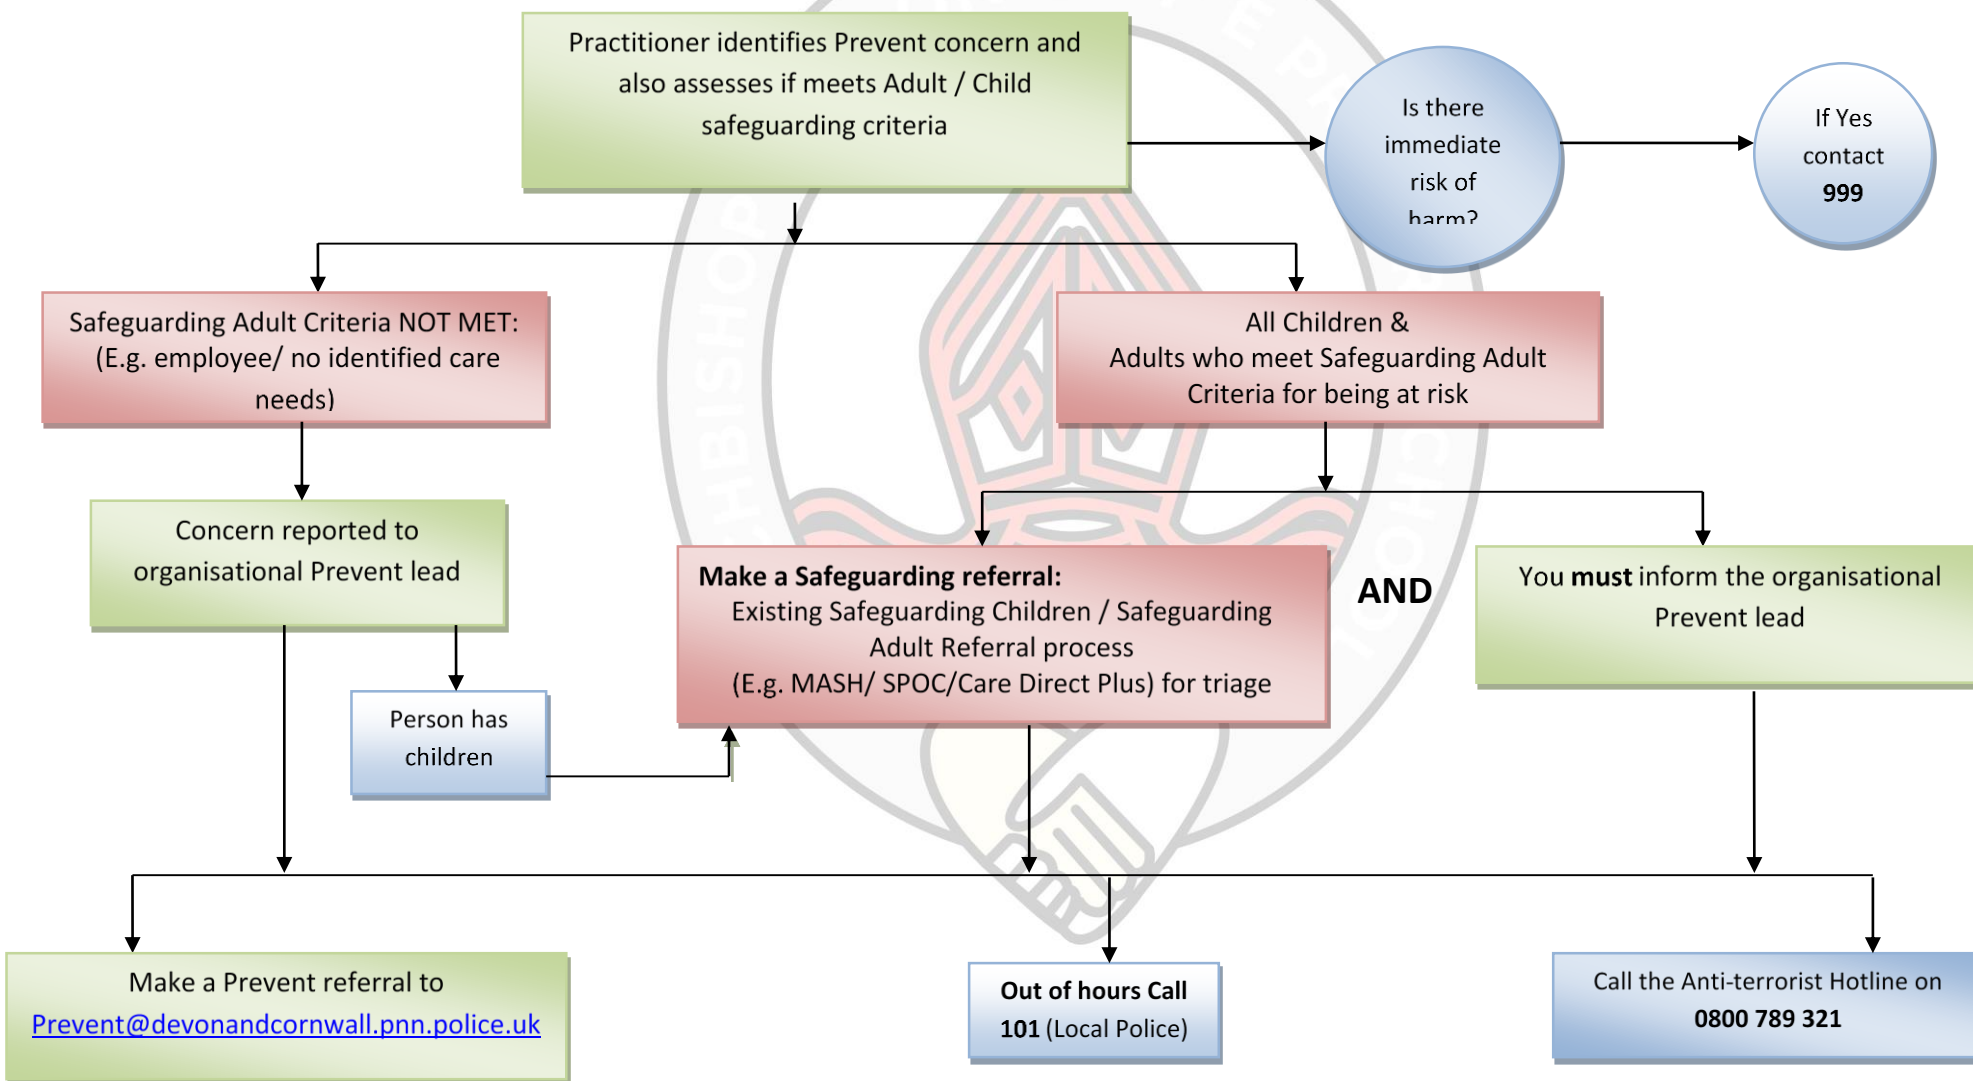 Practitioner identifies Prevent concern and
also assesses if meets Adult / Child
safeguarding criteria
Is there
immediate
risk of
harm?
If Yes
contact
999
Safeguarding Adult Criteria NOT MET:
(E.g. employee/ no identified care
needs)
All Children &
Adults who meet Safeguarding Adult
Criteria for being at risk
Concern reported to
organisational Prevent lead
Make a Safeguarding referral:
Existing Safeguarding Children / Safeguarding
Adult Referral process
(E.g. MASH/ SPOC/Care Direct Plus) for triage
AND
You must inform the organisational
Prevent lead
Person has
children
Make a Prevent referral to
Prevent@devonandcornwall.pnn.police.uk
Out of hours Call
101 (Local Police)
Call the Anti-terrorist Hotline on
0800 789 321